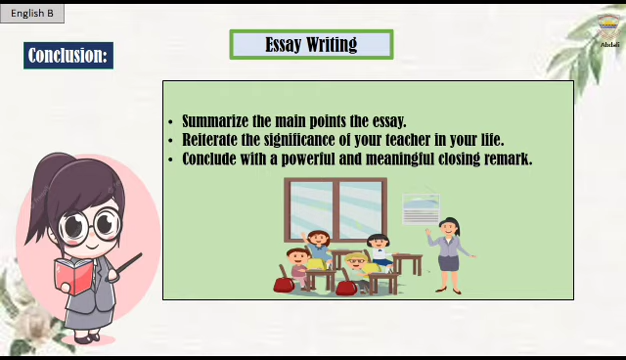 English B
Essay Writing
Abdali
Conclusion:
• Summarize the main points the essay.
• Reiterate the significance of your teacher in your life.
• Conclude with a powerful and meaningful closing remark.